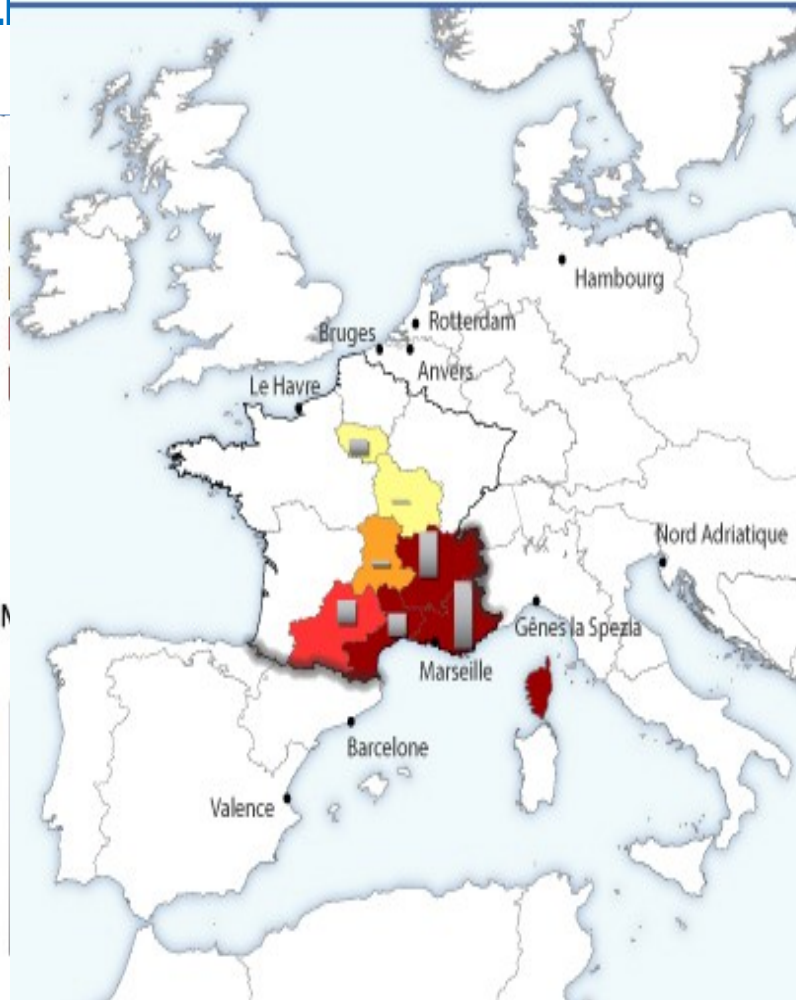 Hambourg
Rotterdam
Bruges
Anvers
Le Havre
Nord Adriatique
Gênes la Spezia
Marseille
Barcelone
Valence